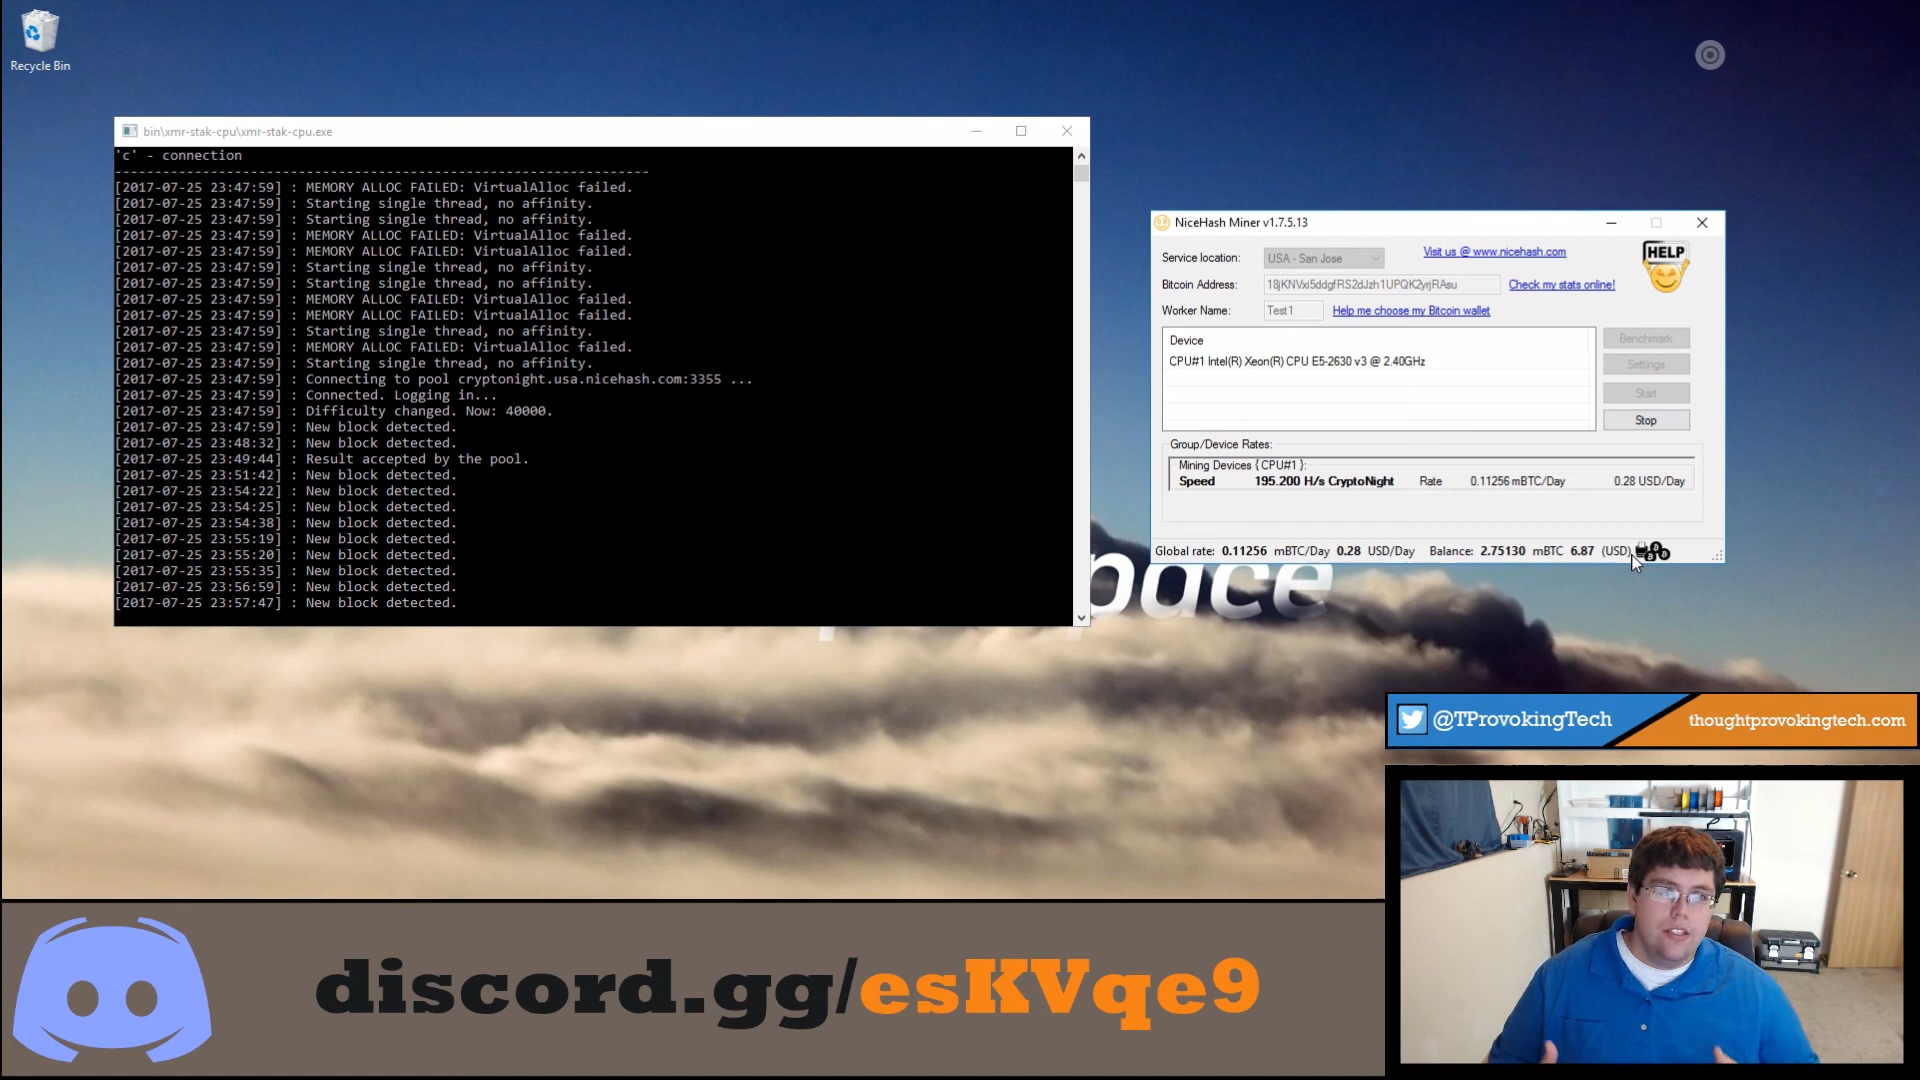 Recycle Bin
bin\xmr-stak-cpu\xmr-stak-cpu.exe
'c' - connection
-------------------------------------------------------------------
[2017-07-25 23:47:59] : MEMORY ALLOC FAILED: VirtualAlloc failed.
[2017-07-25 23:47:59] : Starting single thread, no affinity.
[2017-07-25 23:47:59] : Starting single thread, no affinity.
[2017-07-25 23:47:59] : MEMORY ALLOC FAILED: VirtualAlloc failed.
[2017-07-25 23:47:59] : MEMORY ALLOC FAILED: VirtualAlloc failed.
[2017-07-25 23:47:59] : Starting single thread, no affinity.
[2017-07-25 23:47:59] : Starting single thread, no affinity.
[2017-07-25 23:47:59] : MEMORY ALLOC FAILED: VirtualAlloc failed.
[2017-07-25 23:47:59] : MEMORY ALLOC FAILED: VirtualAlloc failed.
[2017-07-25 23:47:59] : Starting single thread, no affinity.
[2017-07-25 23:47:59] : MEMORY ALLOC FAILED: VirtualAlloc failed.
[2017-07-25 23:47:59] : Starting single thread, no affinity.
[2017-07-25 23:47:59] : Connecting to pool cryptonight.usa.nicehash.com:3355 ...
[2017-07-25 23:47:59] : Connected. Logging in...
[2017-07-25 23:47:59] : Difficulty changed. Now: 40000.
[2017-07-25 23:47:59] : New block detected.
[2017-07-25 23:48:32] : New block detected.
[2017-07-25 23:49:44] : Result accepted by the pool.
[2017-07-25 23:51:42] : New block detected.
[2017-07-25 23:54:22] : New block detected.
[2017-07-25 23:54:25] : New block detected.
[2017-07-25 23:54:38] : New block detected.
[2017-07-25 23:55:19] : New block detected.
[2017-07-25 23:55:20] : New block detected.
[2017-07-25 23:55:35] : New block detected.
[2017-07-25 23:56:59] : New block detected.
[2017-07-25 23:57:47] : New block detected.
NiceHash Miner v1.7.5.13
Service location: USA - San Jose Visit us @ www.nicehash.com HELP
Bitcoin Address: 18jKNVxi5ddgfRS2dJzh1UPQK2yrjRAsu Check my stats online!
Worker Name: Test1 Help me choose my Bitcoin wallet
Device
CPU#1 Intel(R) Xeon(R) CPU E5-2630 v3 @ 2.40GHz
Benchmark
Settings
Start
Stop
Group/Device Rates:
Mining Devices { CPU#1 }:
Speed 195.200 H/s CryptoNight Rate 0.11256 mBTC/Day 0.28 USD/Day
Global rate: 0.11256 mBTC/Day 0.28 USD/Day Balance: 2.75130 mBTC 6.87 (USD)
@TProvokingTech
thoughtprovokingtech.com
discord.gg/esKVqe9